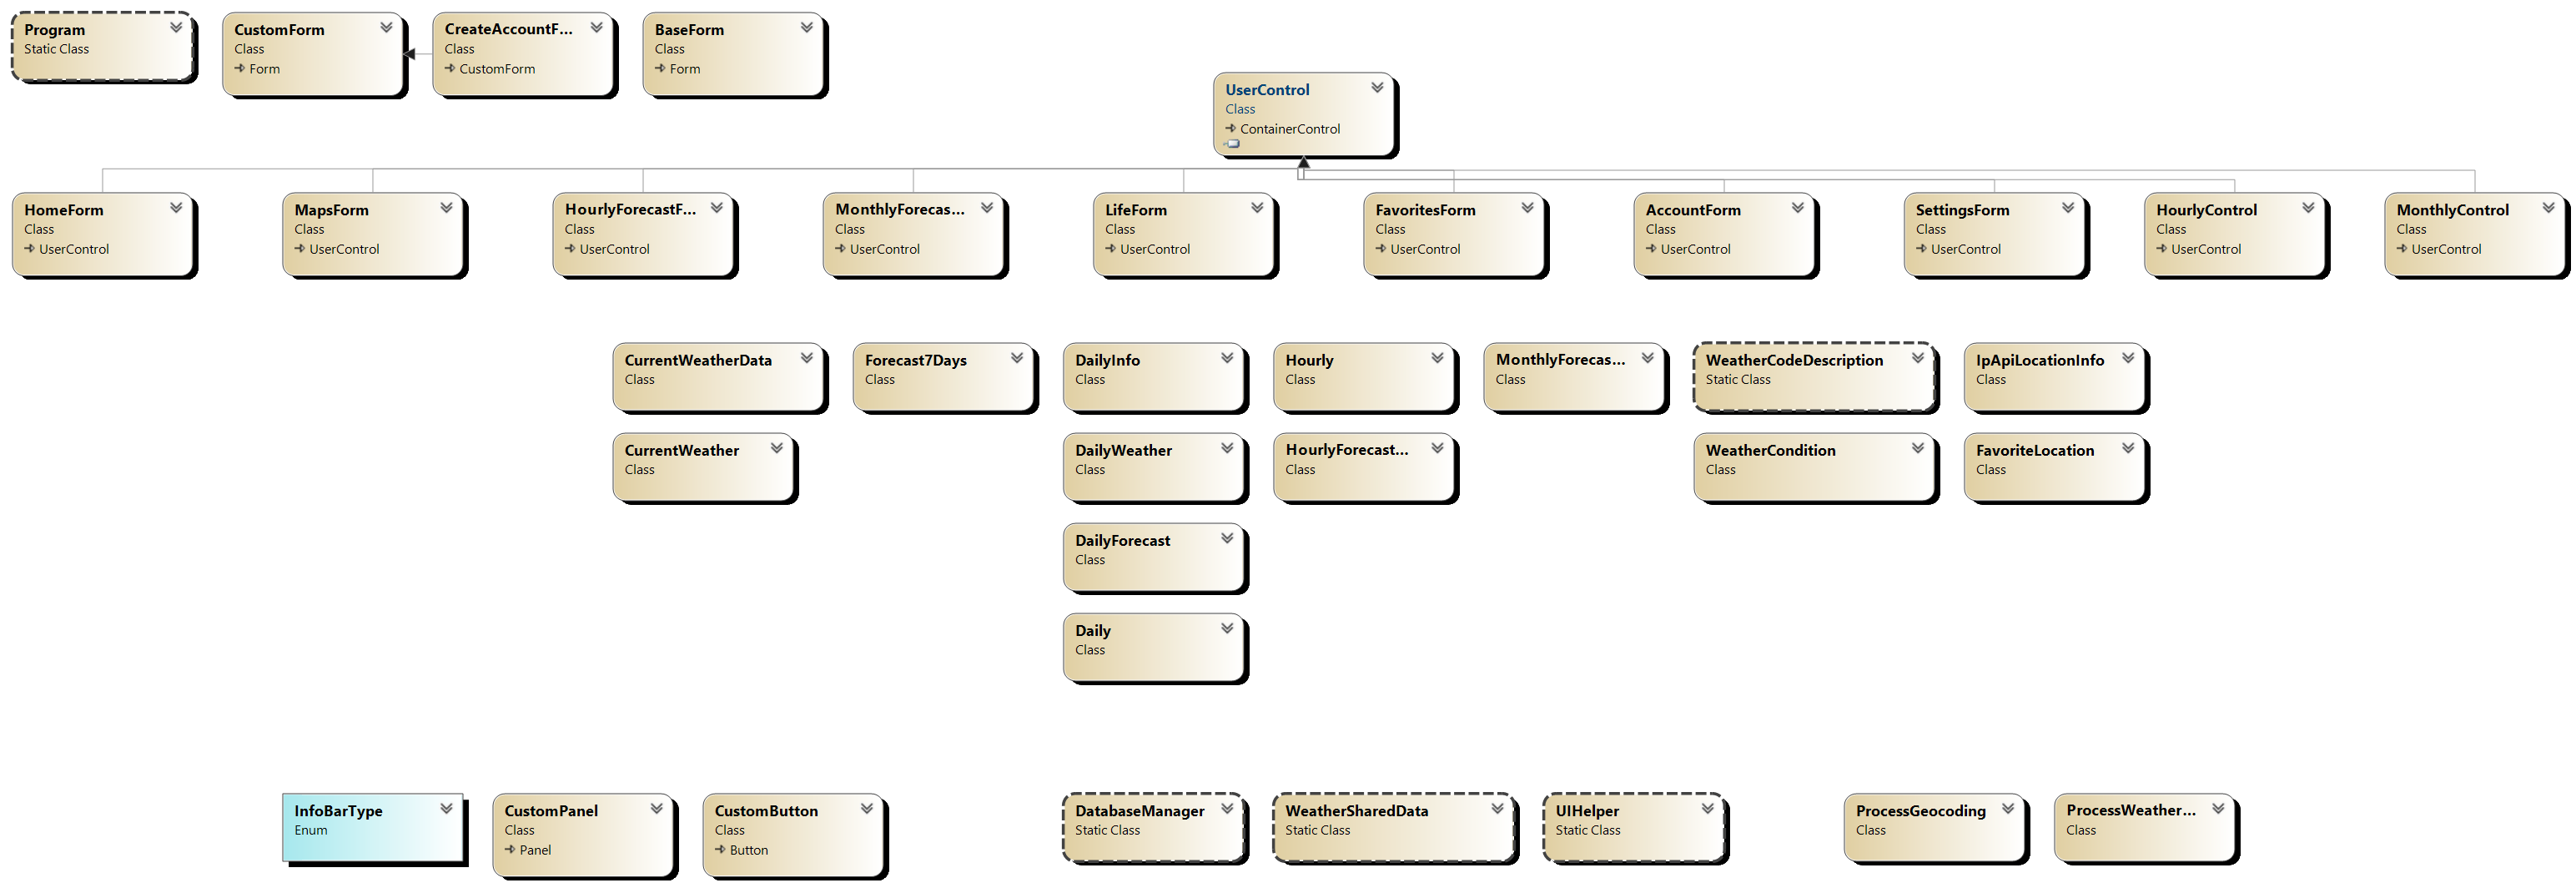 Program
Static Class
CustomForm
Class
Form
CreateAccountF...
Class
CustomForm
BaseForm
Class
Form
UserControl
Class
ContainerControl
HomeForm
Class
UserControl
MapsForm
Class
UserControl
HourlyForecastF...
Class
UserControl
MonthlyForecas...
Class
UserControl
LifeForm
Class
UserControl
FavoritesForm
Class
UserControl
AccountForm
Class
UserControl
SettingsForm
Class
UserControl
HourlyControl
Class
UserControl
MonthlyControl
Class
UserControl
CurrentWeatherData
Class
Forecast7Days
Class
DailyInfo
Class
Hourly
Class
MonthlyForecas...
Class
WeatherCodeDescription
Static Class
IpApiLocationInfo
Class
CurrentWeather
Class
DailyWeather
Class
HourlyForecast...
Class
WeatherCondition
Class
FavoriteLocation
Class
DailyForecast
Class
Daily
Class
InfoBarType
Enum
CustomPanel
Class
Panel
CustomButton
Class
Button
DatabaseManager
Static Class
WeatherSharedData
Static Class
UIHelper
Static Class
ProcessGeocoding
Class
ProcessWeather...
Class